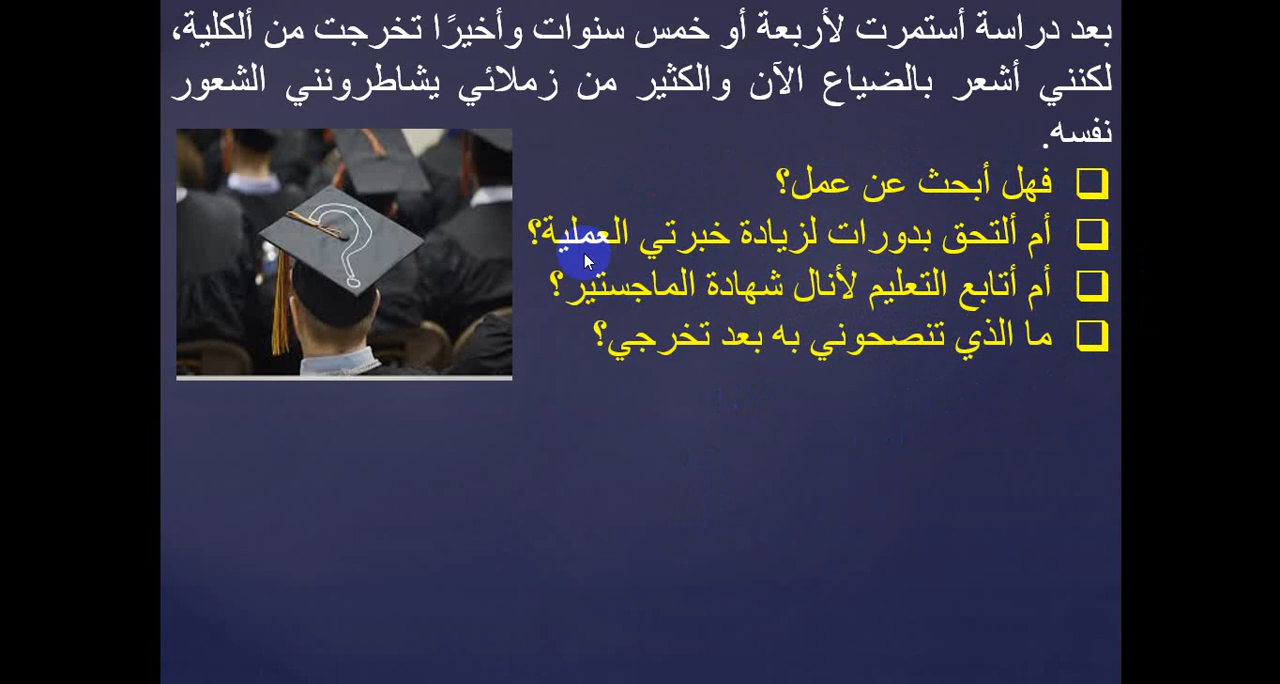 بعد دراسة أستمرت لأربعة أو خمس سنوات وأخيرًا تخرجت من ألكلية،
لكنني أشعر بالضياع الآن والكثير من زملائي يشاطرونني الشعور
نفسه.
فهل أبحث عن عمل؟
أم ألتحق بدورات لزيادة خبرتي العملية؟
أم أتابع التعليم لأنال شهادة الماجستير؟
ما الذي تنصحوني به بعد تخرجي؟
?